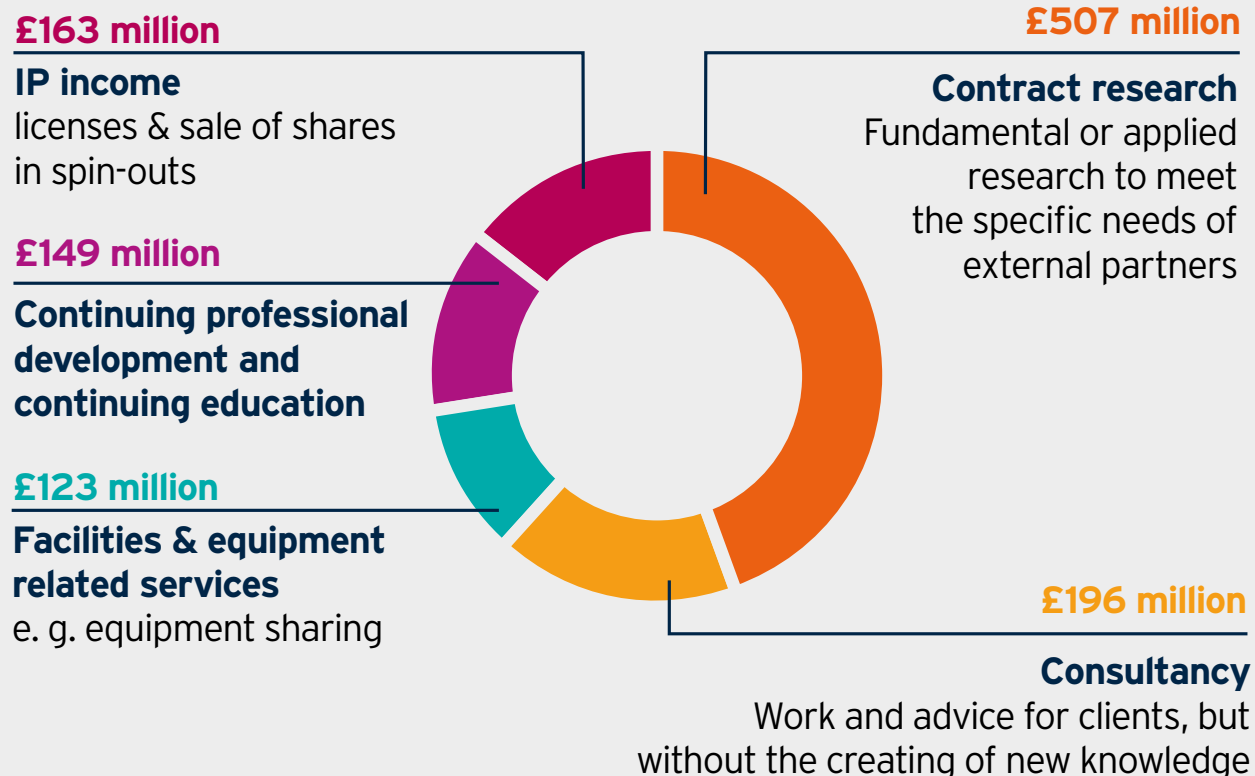 £163 million
IP income
licenses & sale of shares
in spin-outs
£149 million
Continuing professional
development and
continuing education
£123 million
Facilities & equipment
related services
e. g. equipment sharing
£507 million
Contract research
Fundamental or applied
research to meet
the specific needs of
external partners
£196 million
Consultancy
Work and advice for clients, but
without the creating of new knowledge